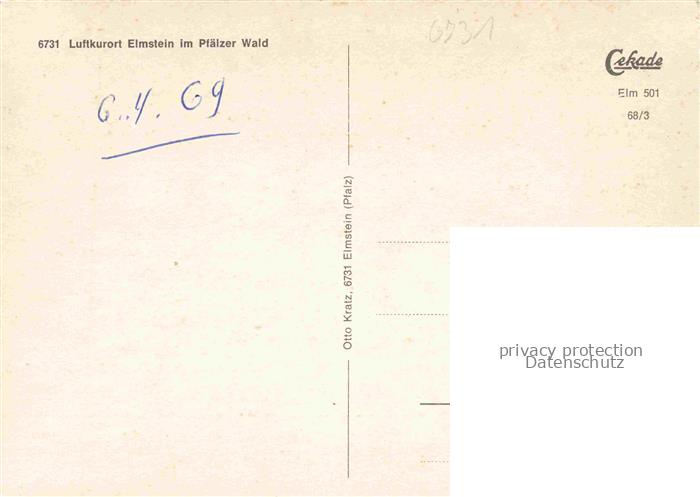 6731 Luftkurort Elmstein im Pfälzer Wald
6.. 4. 69
6731
Cekade
Elm 501
68/3
Otto Kratz, 6731 Elmstein (Pfalz)
privacy protection
Datenschutz